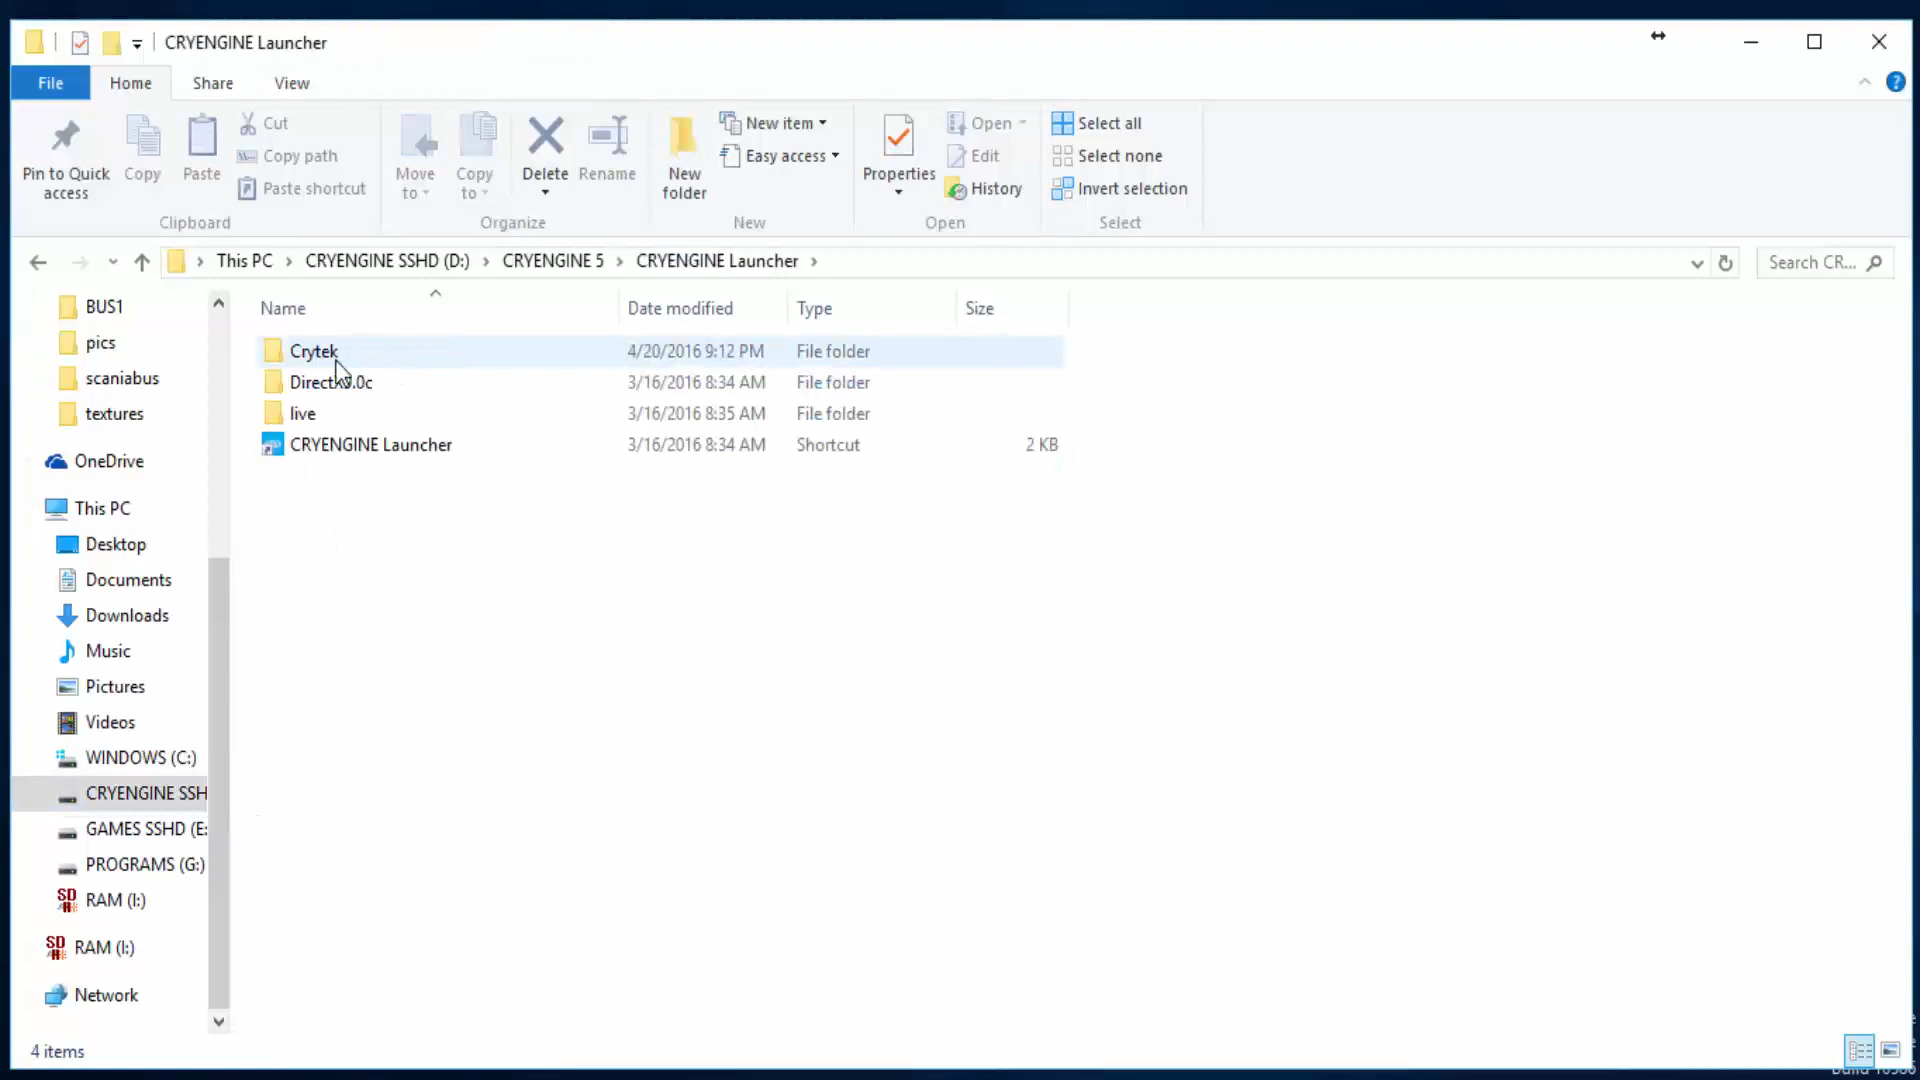 CRYENGINE Launcher
File Home Share View
Pin to Quick access
Copy
Paste
Cut
Copy path
Paste shortcut
Clipboard
Move to
Copy to
Delete
Rename
Organize
New folder
New item
Easy access
New
Properties
Open
Edit
History
Open
Select all
Select none
Invert selection
Select
This PC > CRYENGINE SSHD (D:) > CRYENGINE 5 > CRYENGINE Launcher >
Search CR...
BUS1
pics
scaniabus
textures
OneDrive
This PC
Desktop
Documents
Downloads
Music
Pictures
Videos
WINDOWS (C:)
CRYENGINE SSH
GAMES SSHD (E:
PROGRAMS (G:)
RAM (I:)
RAM (I:)
Network
Name Date modified Type Size
Crytek 4/20/2016 9:12 PM File folder
3/16/2016 8:34 AM File folder
live 3/16/2016 8:35 AM File folder
CRYENGINE Launcher 3/16/2016 8:34 AM Shortcut 2 KB
4 items